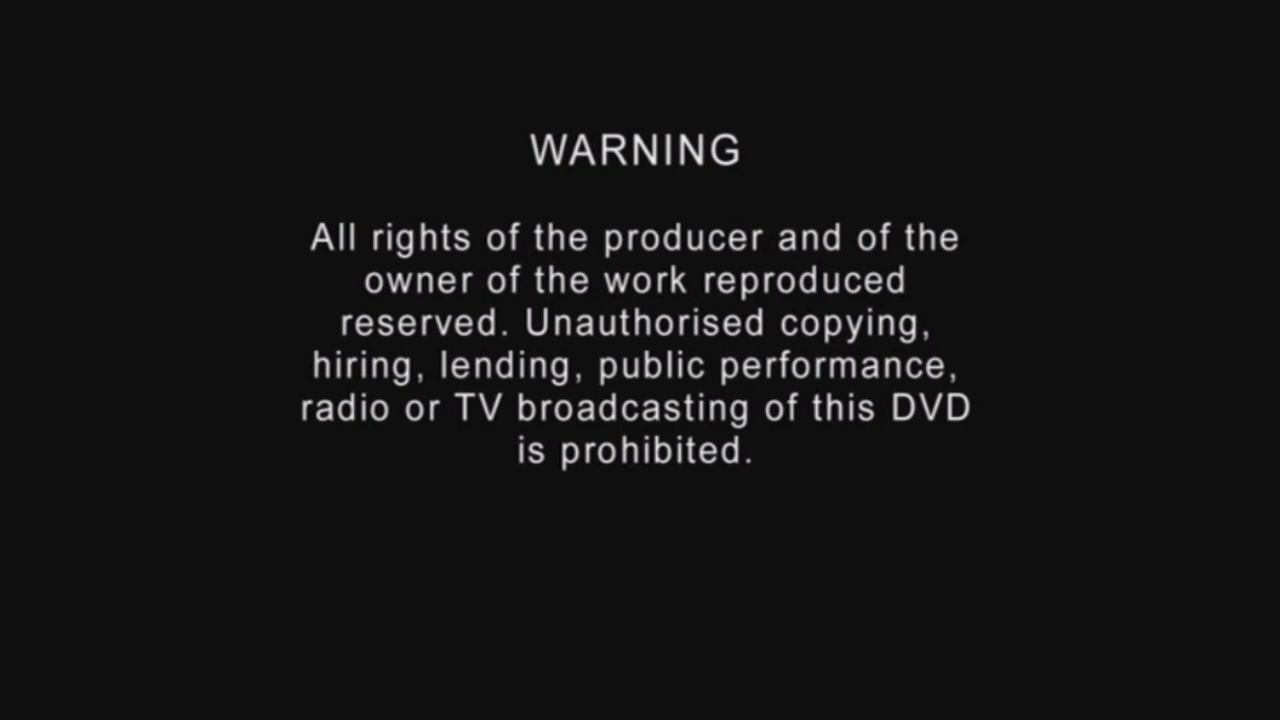 WARNING
All rights of the producer and of the
owner of the work reproduced
reserved. Unauthorised copying,
hiring, lending, public performance,
radio or TV broadcasting of this DVD
is prohibited.